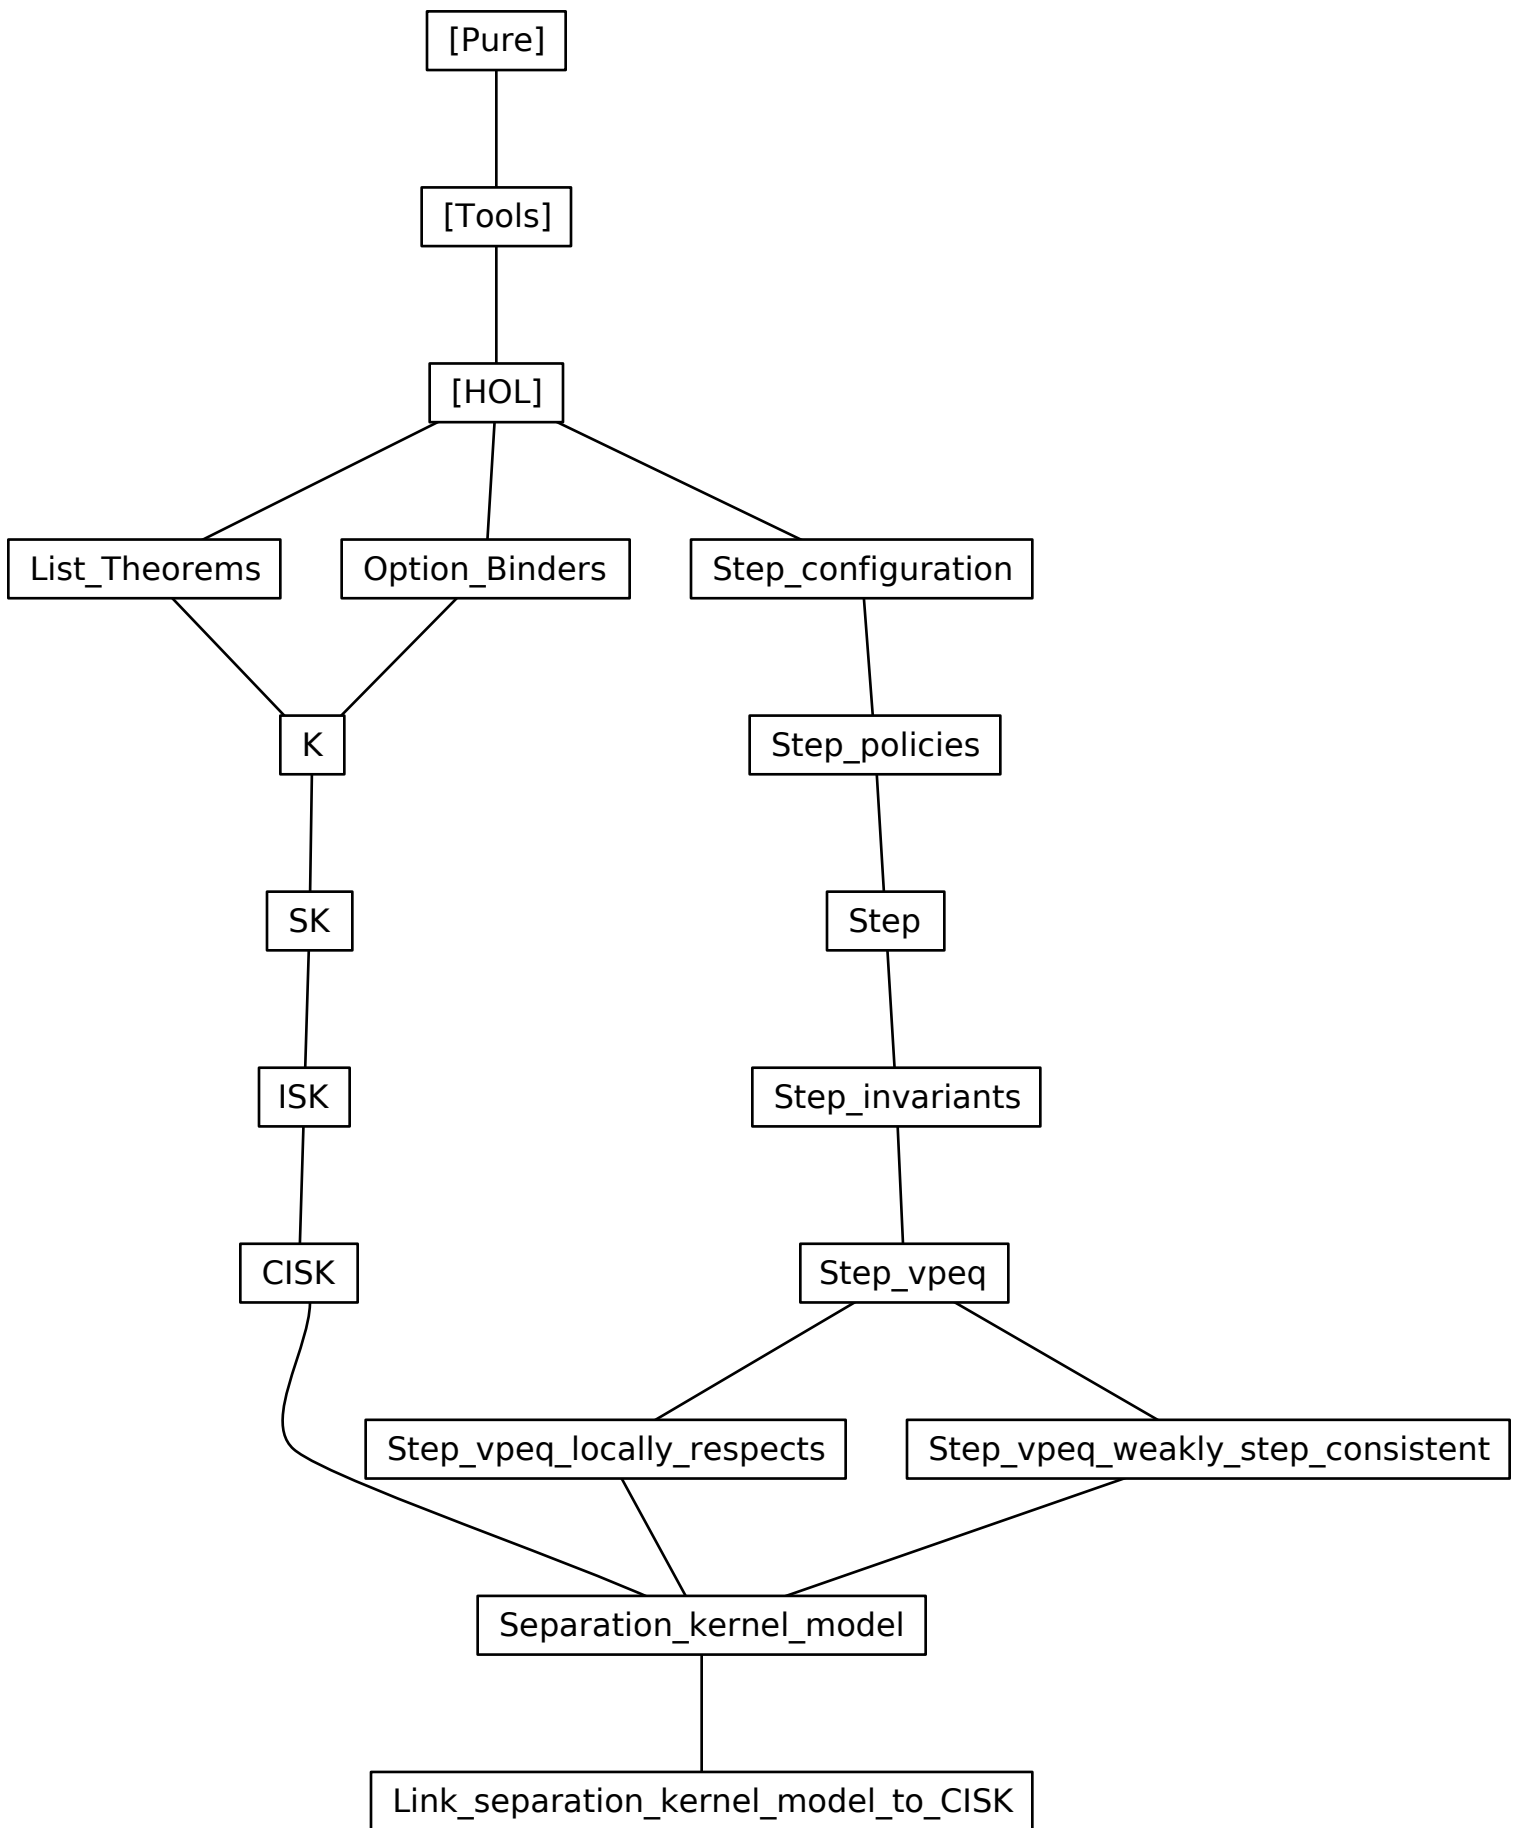 [Pure]
[Tools]
[HOL]
List_Theorems
Option_Binders
Step_configuration
K
Step_policies
SK
Step
ISK
Step_invariants
CISK
Step_vpeq
Step_vpeq_locally_respects
Step_vpeq_weakly_step_consistent
Separation_kernel_model
Link_separation_kernel_model_to_CISK